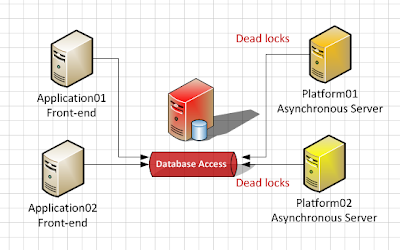 Dead locks
Application01
Front-end
Platform01
Asynchronous Server
Database Access
Dead locks
Application02
Front-end
Platform02
Asynchronous Server